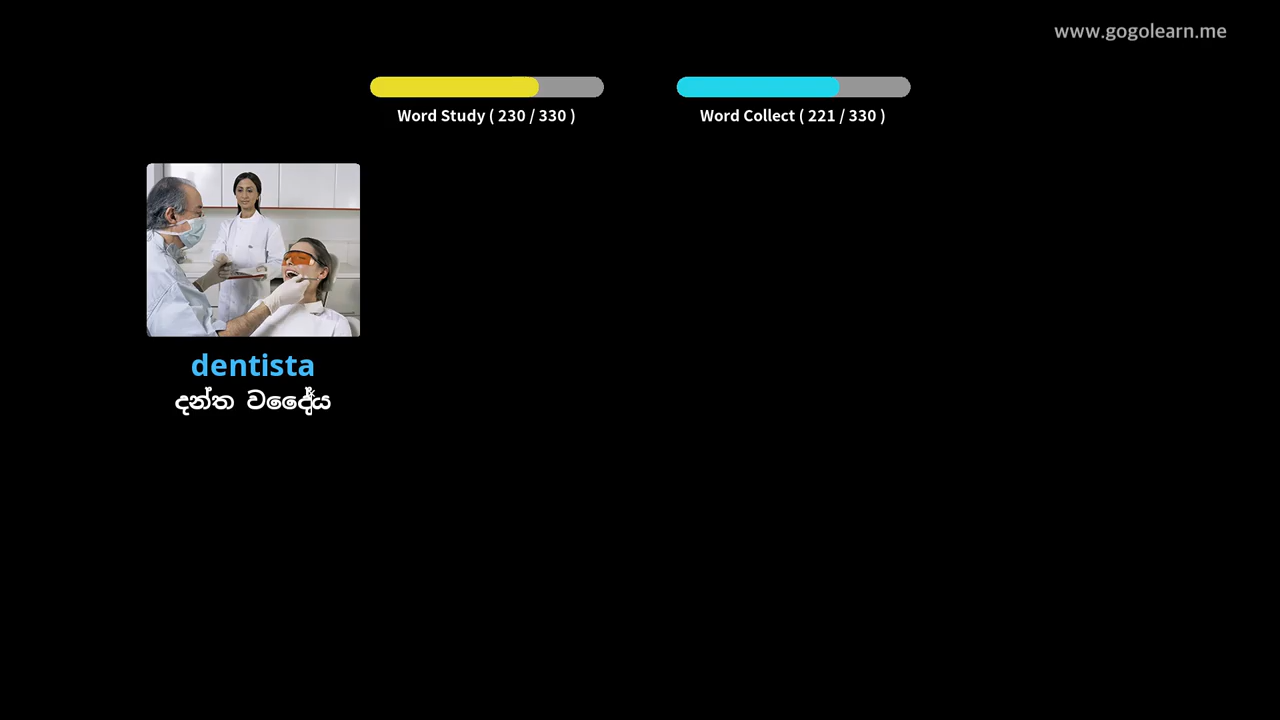 www.gogolearn.me
Word Study ( 230 / 330 )
Word Collect ( 221 / 330 )
dentista
දන්ත වෛද්‍ය